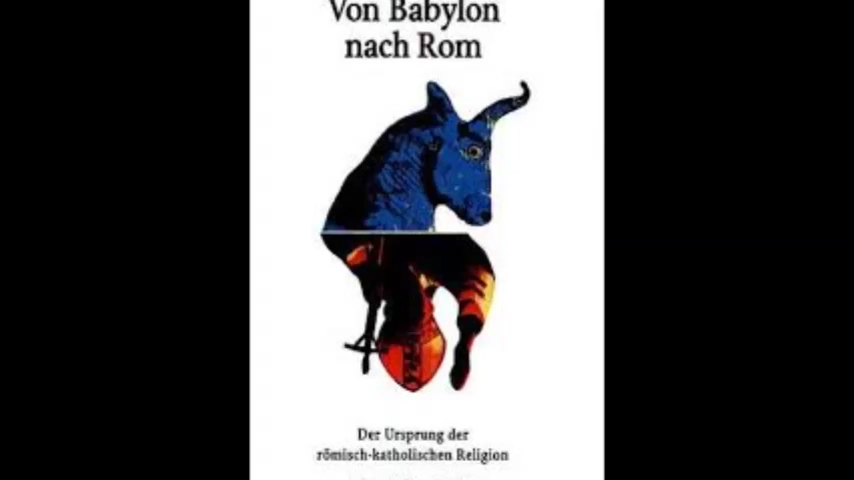 Von Babylon
nach Rom
Der Ursprung der
römisch-katholischen Religion